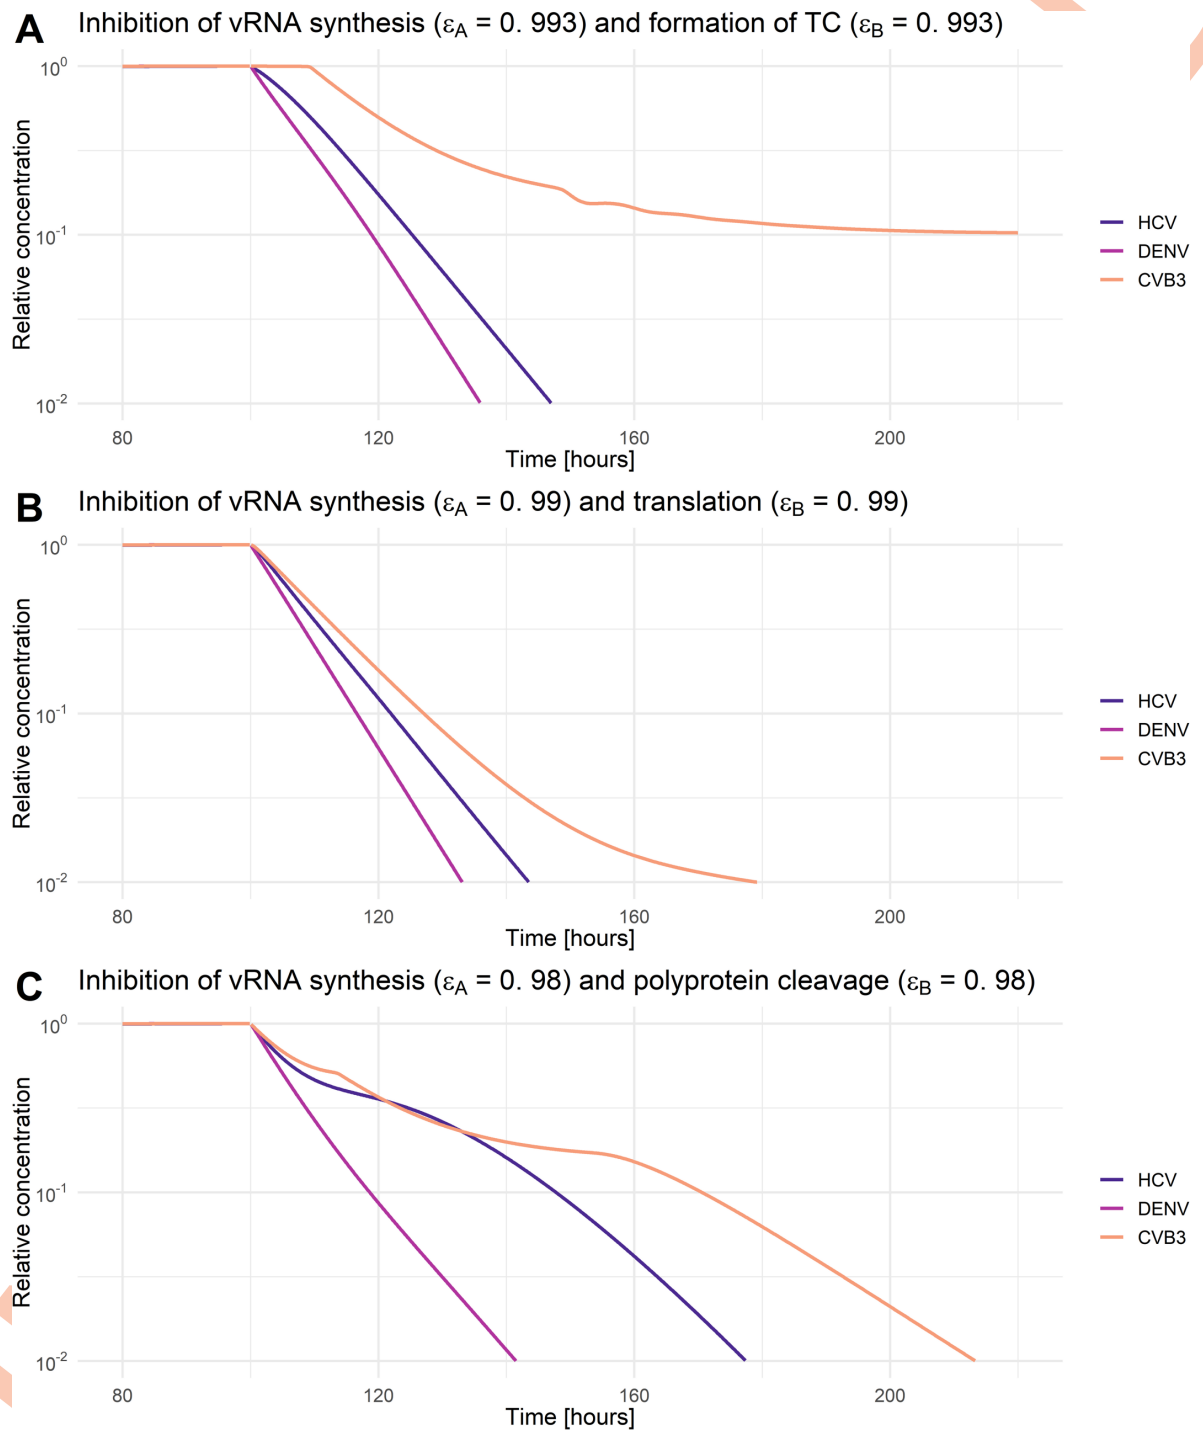 A Inhibition of vRNA synthesis (εA = 0. 993) and formation of TC (εB = 0. 993)
10^0
10^-1
10^-2
Relative concentration
80 120 160 200
Time [hours]
HCV
DENV
CVB3
B Inhibition of vRNA synthesis (εA = 0. 99) and translation (εB = 0. 99)
10^0
10^-1
10^-2
Relative concentration
80 120 160 200
Time [hours]
HCV
DENV
CVB3
C Inhibition of vRNA synthesis (εA = 0. 98) and polyprotein cleavage (εB = 0. 98)
10^0
10^-1
10^-2
Relative concentration
80 120 160 200
Time [hours]
HCV
DENV
CVB3